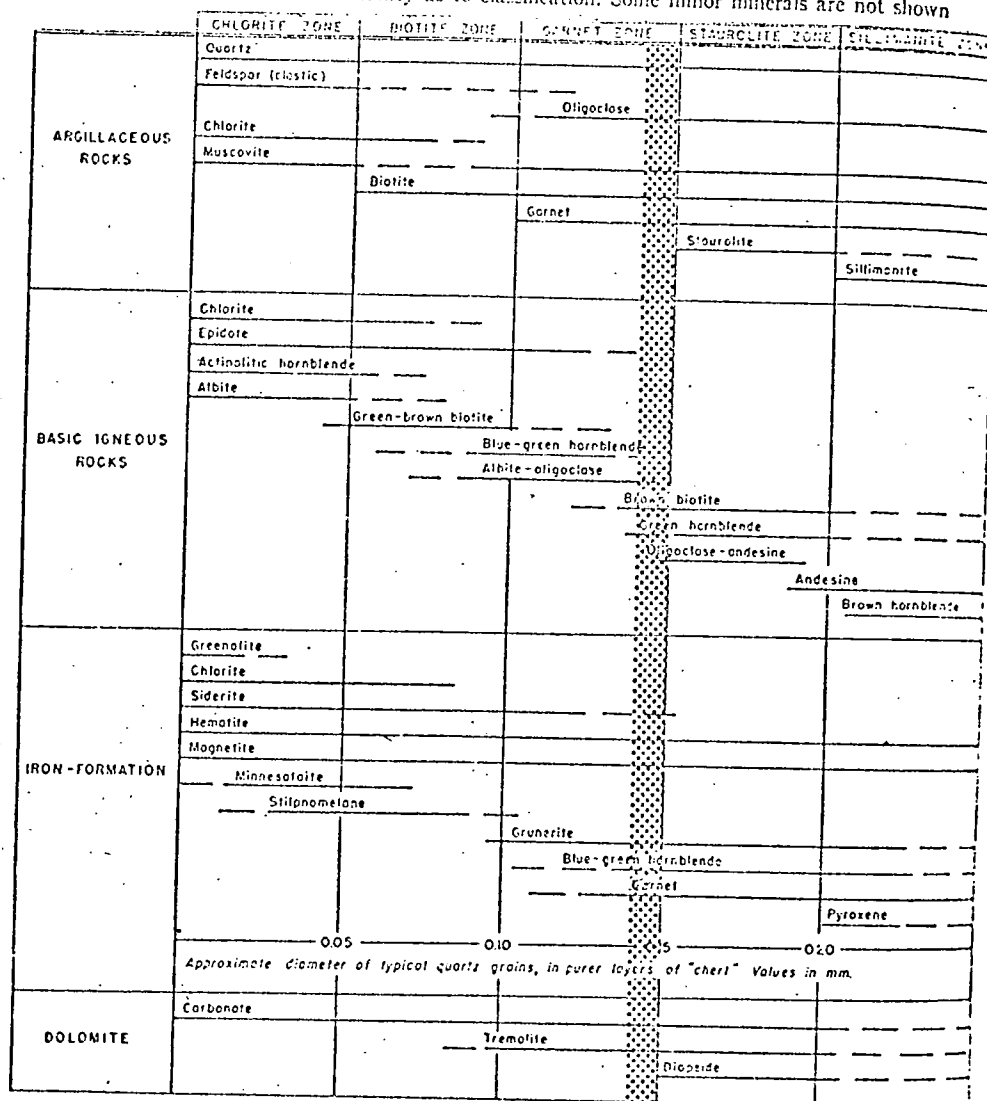 as to classification. Some minor minerals are not shown
CHLORITE ZONE BIOTITE ZONE GARNET ZONE STAUROLITE ZONE SILLIMANITE
ARGILLACEOUS
ROCKS
Quartz
Feldspar (clastic)
Oligoclase
Chlorite
Muscovite
Biotite
Garnet
Staurolite
Sillimanite
BASIC IGNEOUS
ROCKS
Chlorite
Epidote
Actinolitic hornblende
Albite
Green-brown biotite
Blue-green hornblende
Albite-oligoclase
Brown biotite
Green hornblende
Oligoclase-andesine
Andesine
Brown hornblende
IRON-FORMATION
Greenalite
Chlorite
Siderite
Hematite
Magnetite
Minnesotaite
Stilpnomelane
Grunerite
Blue-green hornblende
Garnet
Pyroxene
0.05 0.10 0.15 0.20
Approximate diameter of typical quartz grains, in purer layers of "chert" Values in mm.
DOLOMITE
Carbonate
Tremolite
Diopside